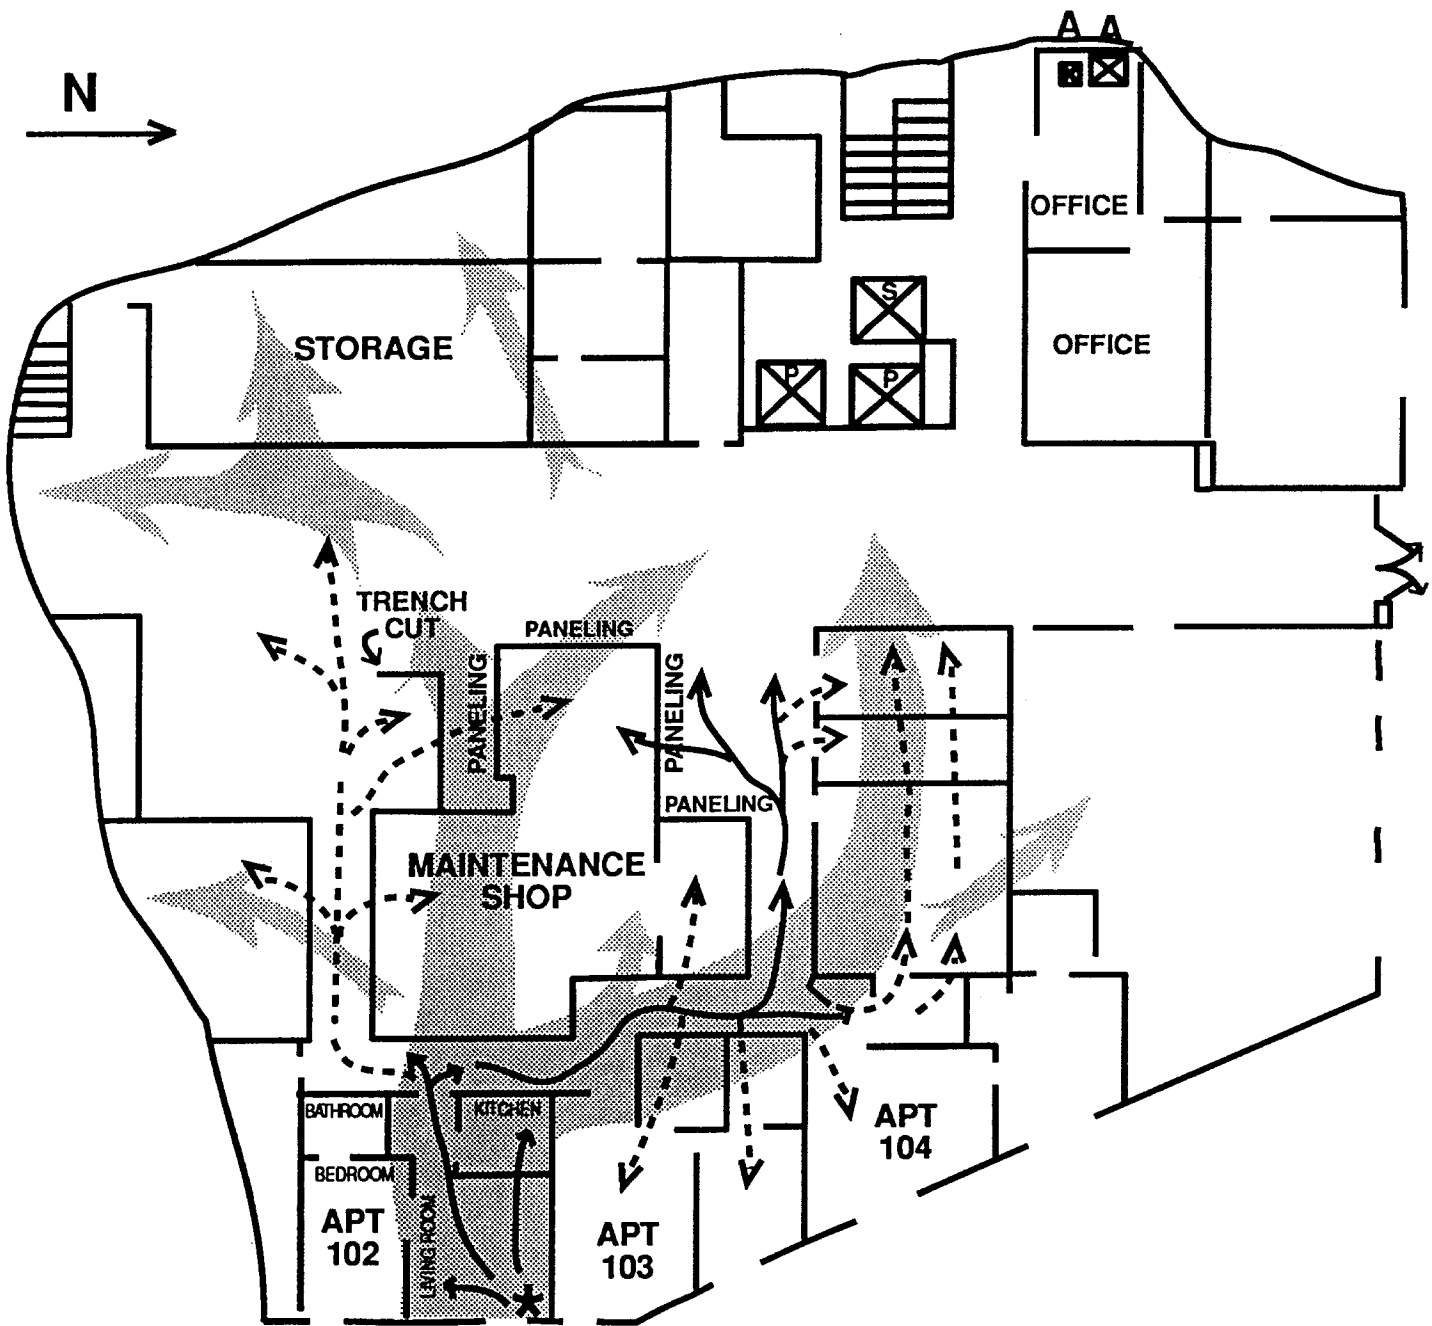 A A
N
OFFICE
S
STORAGE
OFFICE
P
P
TRENCH
CUT
PANELING
PANELING
PANELING
PANELING
MAINTENANCE
SHOP
BATHROOM
KITCHEN
BEDROOM
APT
104
LIVING ROOM
APT
102
APT
103